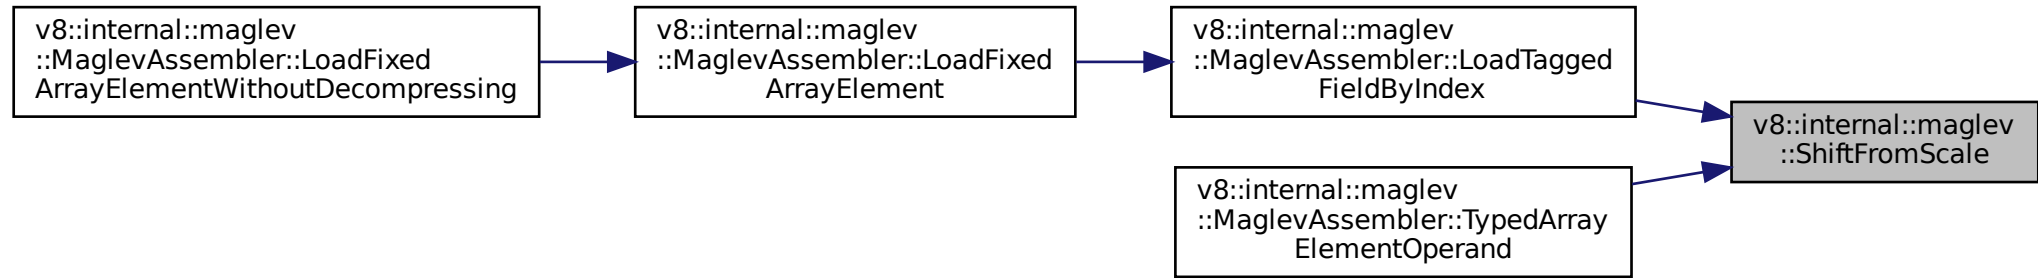 v8::internal::maglev
::MaglevAssembler::LoadFixed
ArrayElementWithoutDecompressing
v8::internal::maglev
::MaglevAssembler::LoadFixed
ArrayElement
v8::internal::maglev
::MaglevAssembler::LoadTagged
FieldByIndex
v8::internal::maglev
::ShiftFromScale
v8::internal::maglev
::MaglevAssembler::TypedArray
ElementOperand